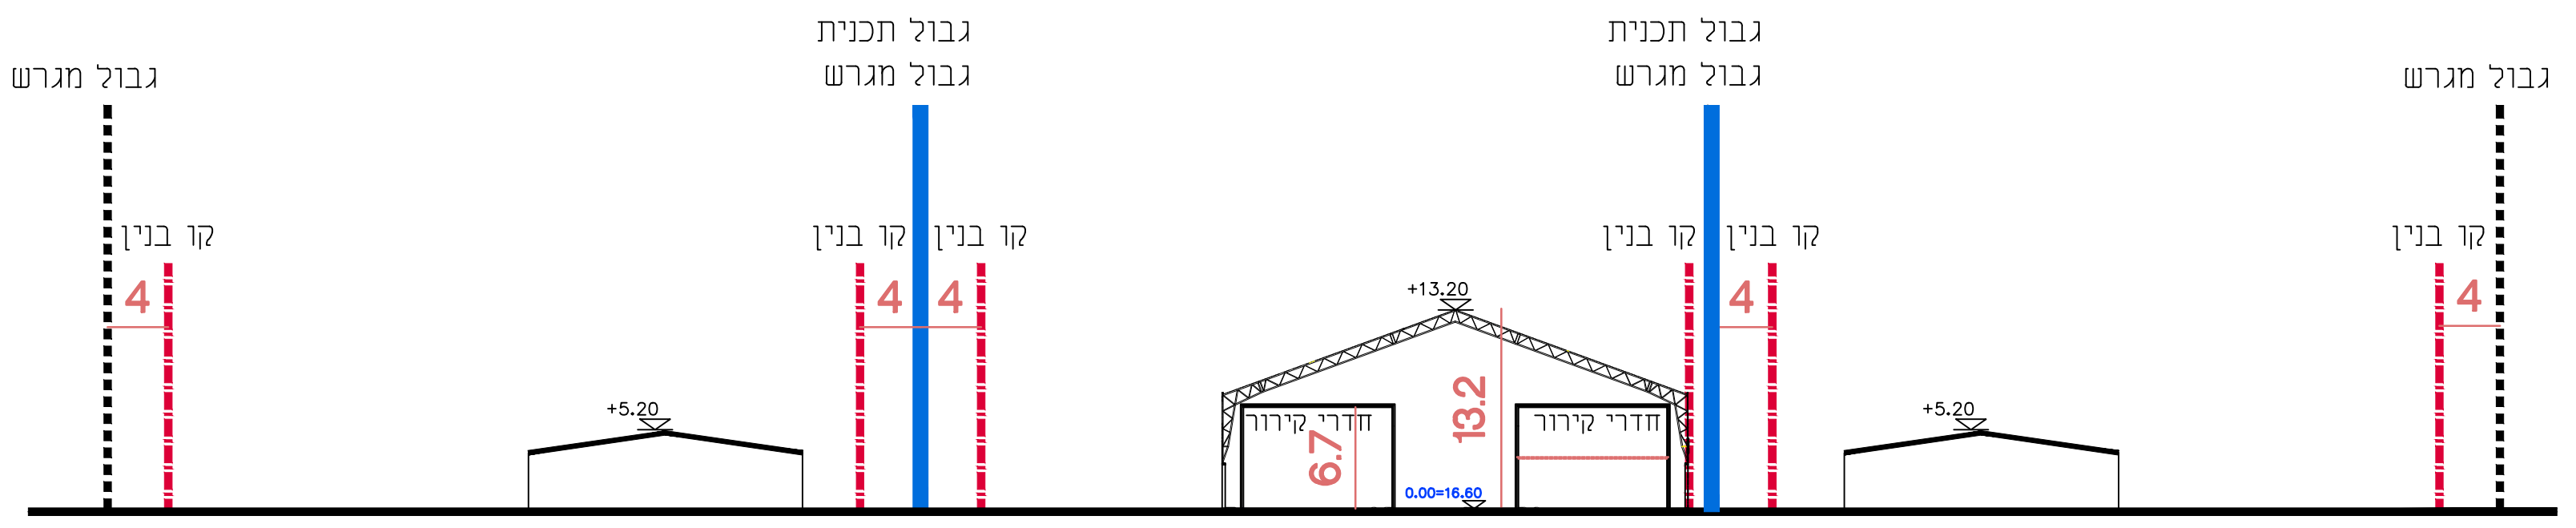 גבול תכנית
גבול מגרש
גבול תכנית
גבול מגרש
גבול מגרש
גבול מגרש
קו בנין
קו בנין
קו בנין
קו בנין
קו בנין
קו בנין
4
4
4
4
4
+13.20
+5.20
+5.20
חדרי קירור
חדרי קירור
13.2
6.7
0.00=16.60